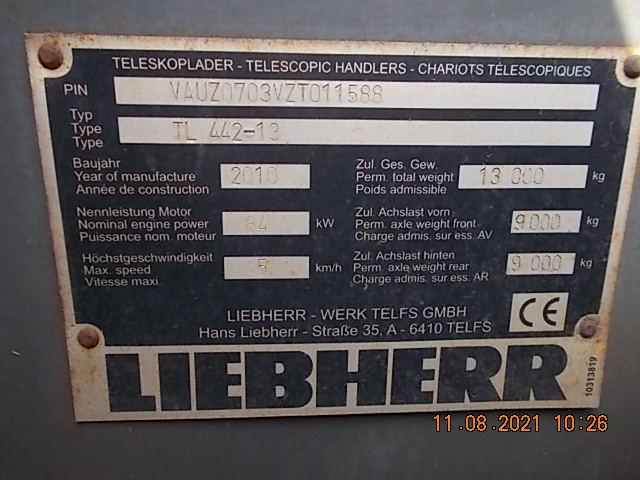 TELESKOPLADER - TELESCOPIC HANDLERS - CHARIOTS TÉLESCOPIQUES
PIN VAUZ0703VZT011588
Typ
Type TL 442-13
Type
Baujahr
Year of manufacture 2010
Année de construction
Zul. Ges. Gew.
Perm. total weight 13 000 kg
Poids admissible
Nennleistung Motor
Nominal engine power 94 kW
Puissance nom. moteur
Zul. Achslast vorn
Perm. axle weight front 9 000 kg
Charge admis. sur ess. AV
Höchstgeschwindigkeit
Max. speed 5 km/h
Vitesse maxi.
Zul. Achslast hinten
Perm. axle weight rear 9 000 kg
Charge admis. sur ess. AR
LIEBHERR - WERK TELFS GMBH
Hans Liebherr - Straße 35, A - 6410 TELFS
CE
LIEBHERR
10313819
11.08.2021 10:26